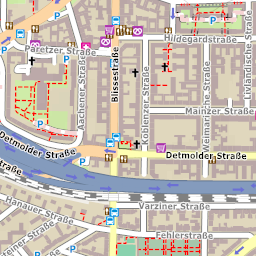 Hildegardstraße
Paretzer Straße
Livländische Straße
Aachener Straße
Blissestraße
Koblenzer Straße
Weimarische Straße
Mainzer Straße
Detmolder Straße
Detmolder Straße
Hanauer Straße
Varziner Straße
Fehlerstraße